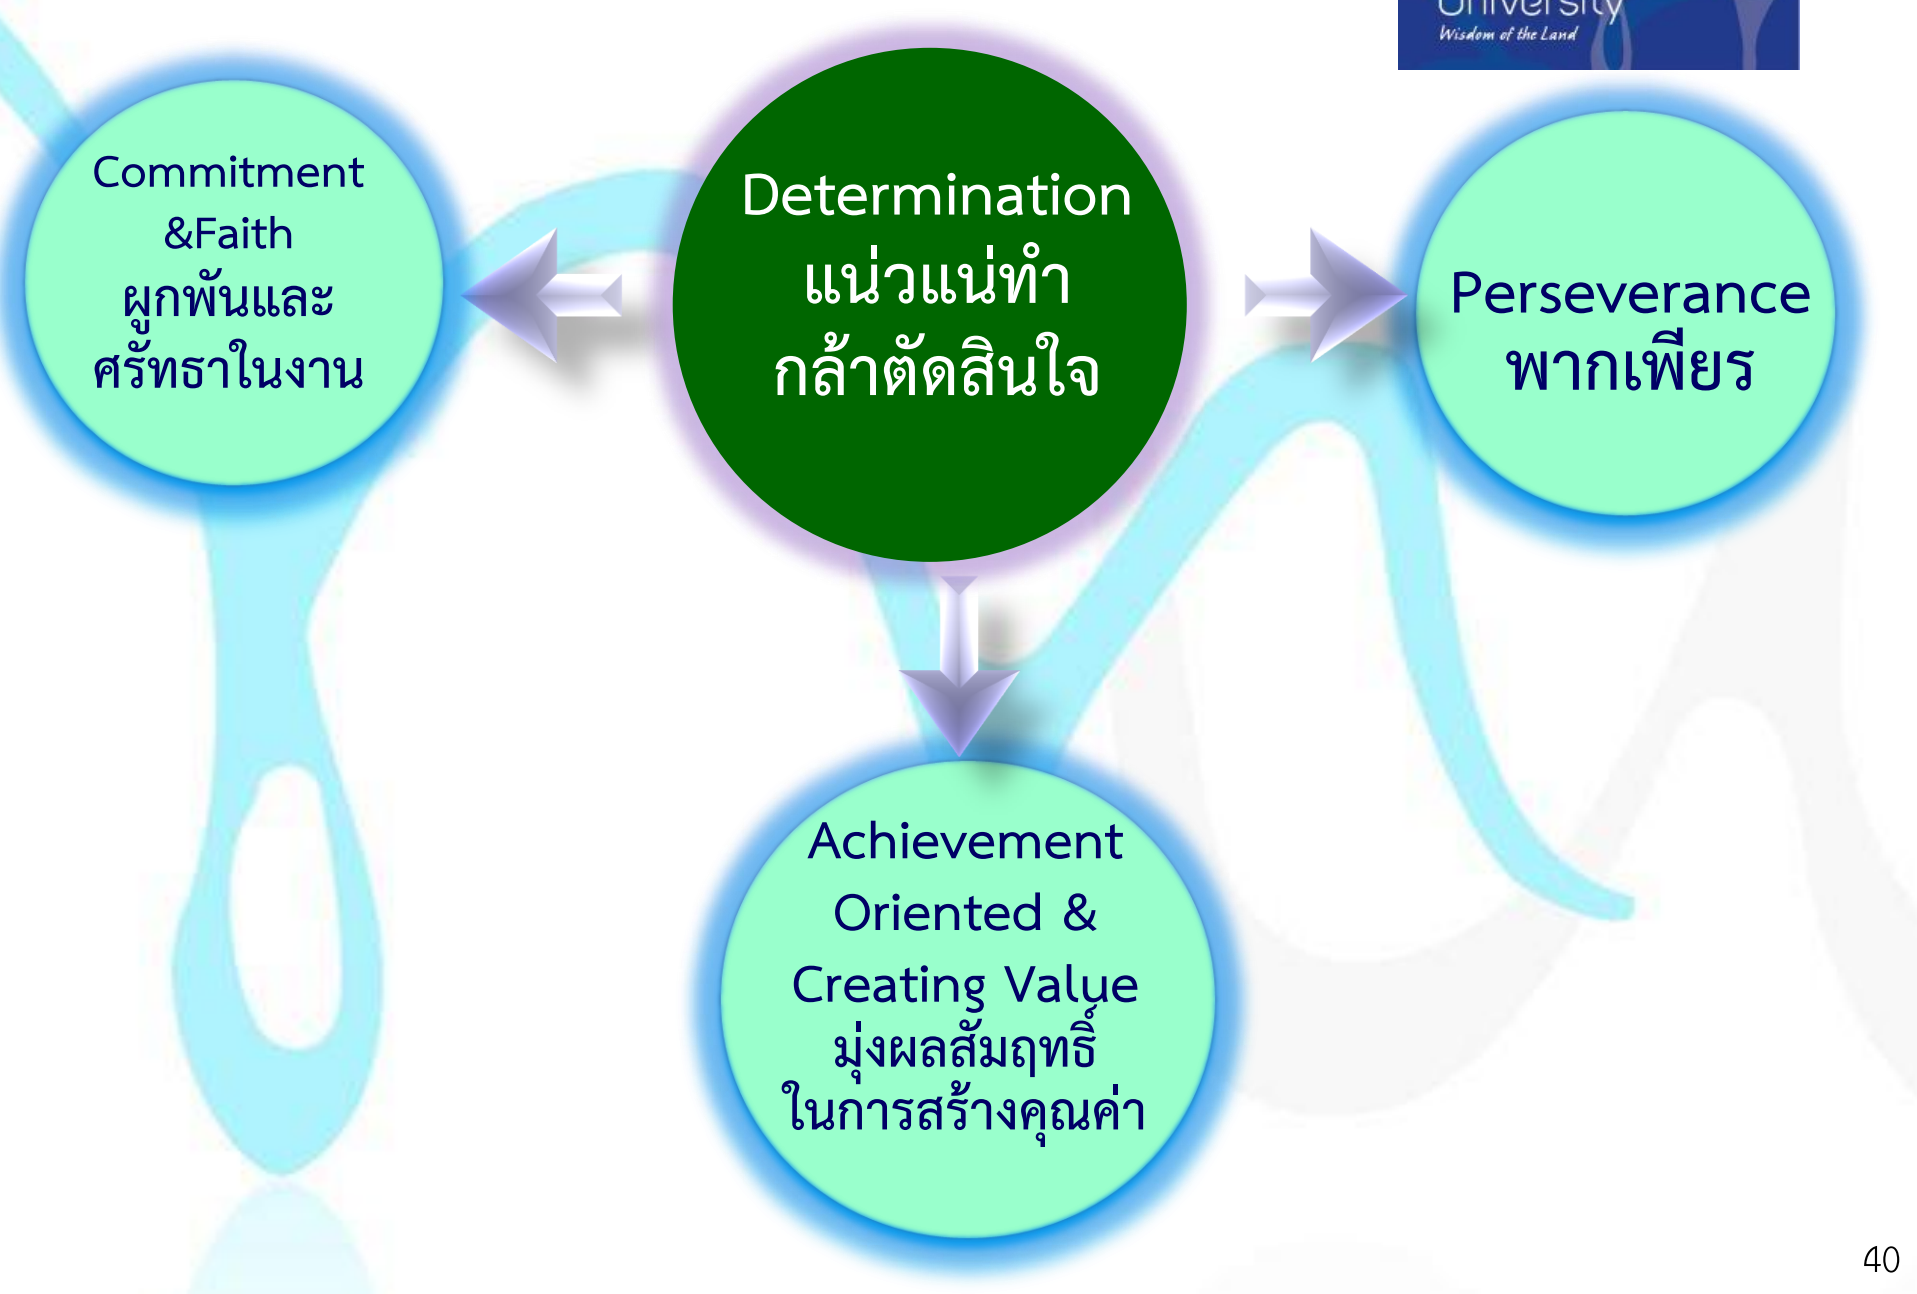 University
Wisdom of the Land
Commitment
&Faith
ผูกพันและ
ศรัทธาในงาน
Determination
แน่วแน่ทำ
กล้าตัดสินใจ
Perseverance
พากเพียร
Achievement
Oriented &
Creating Value
มุ่งผลสัมฤทธิ์
ในการสร้างคุณค่า
40